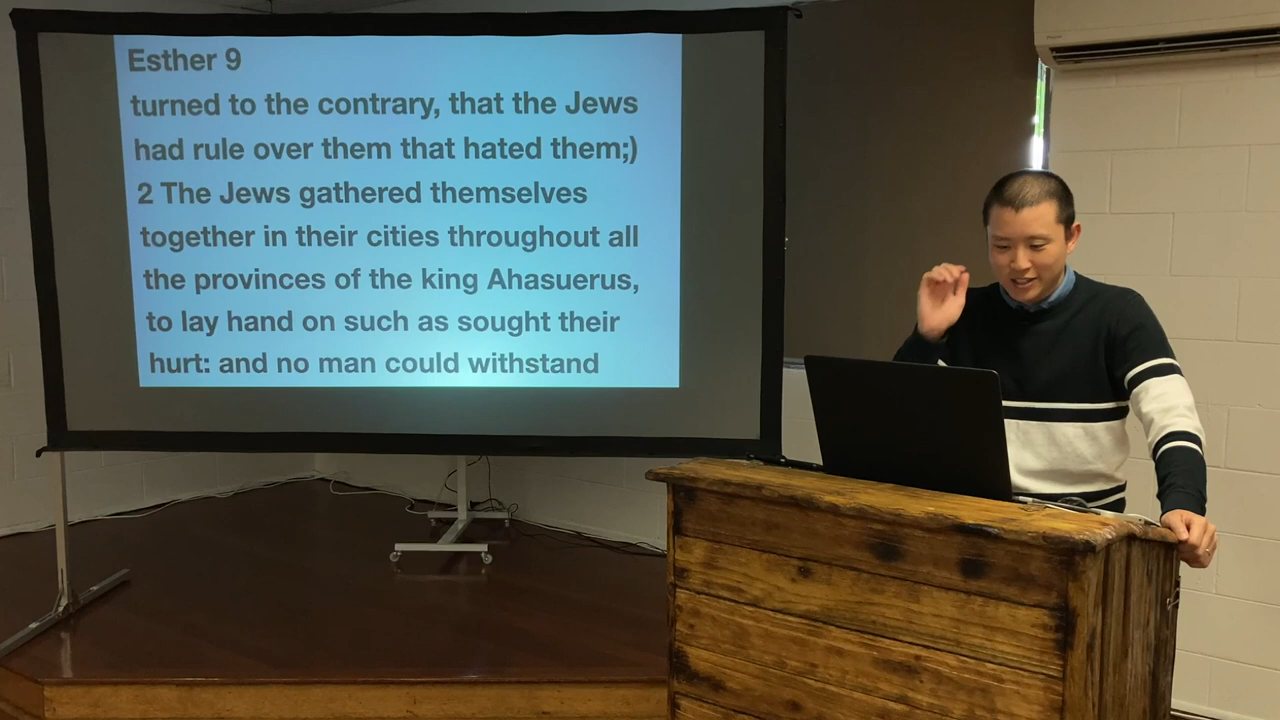 Esther 9
turned to the contrary, that the Jews
had rule over them that hated them;)
2 The Jews gathered themselves
together in their cities throughout all
the provinces of the king Ahasuerus,
to lay hand on such as sought their
hurt: and no man could withstand